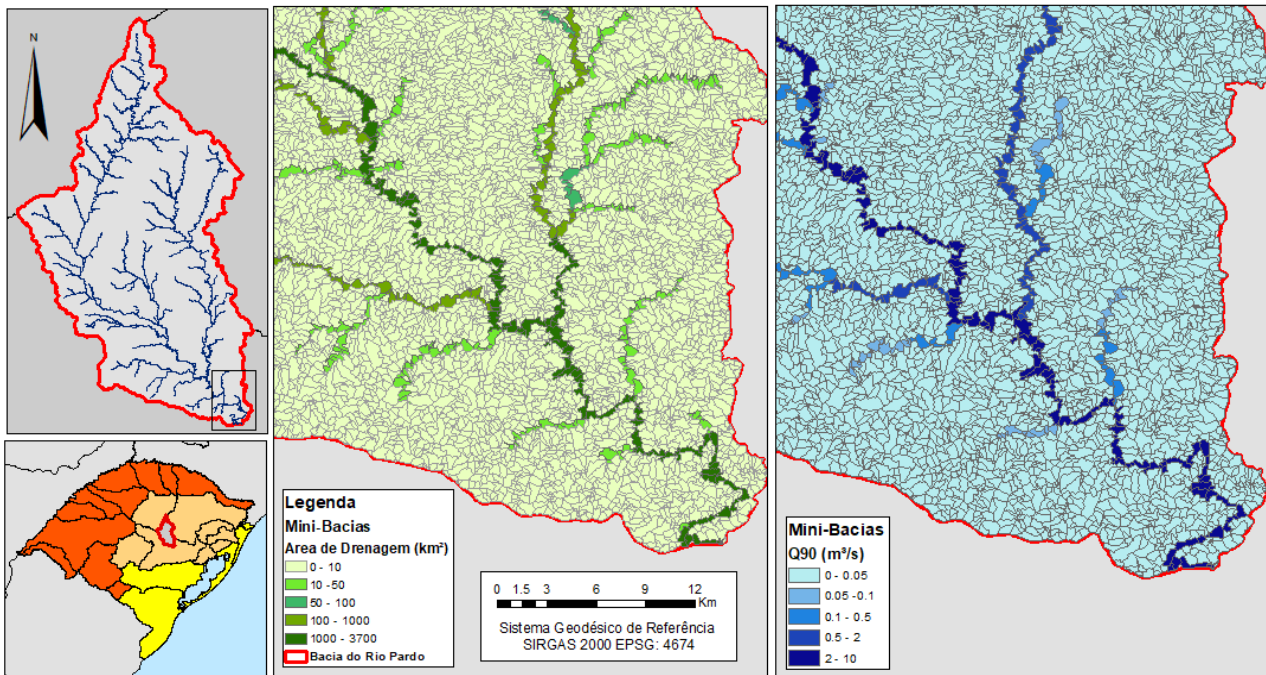 N
Legenda
Mini-Bacias
Area de Drenagem (km²)
0 - 10
10 -50
50 - 100
100 - 1000
1000 - 3700
Bacia do Rio Pardo
0 1.5 3 6 9 12
Km
Sistema Geodésico de Referência
SIRGAS 2000 EPSG: 4674
Mini-Bacias
Q90 (m³/s)
0 - 0.05
0.05 -0.1
0.1 - 0.5
0.5 - 2
2 - 10